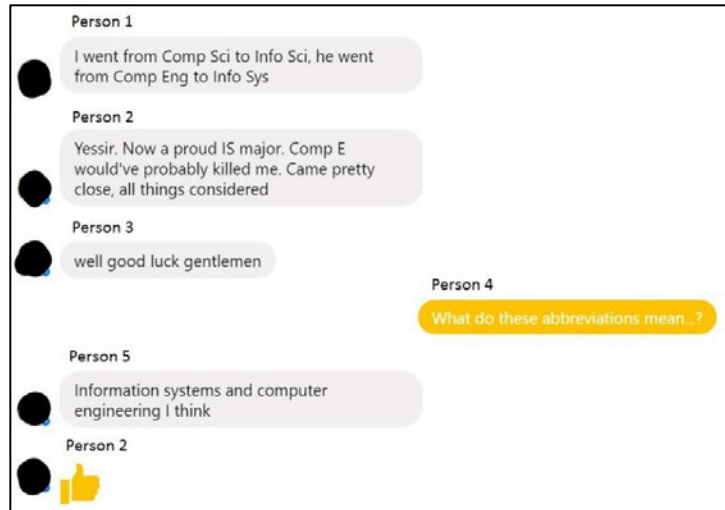 Person 1
I went from Comp Sci to Info Sci, he went
from Comp Eng to Info Sys
Person 2
Yessir. Now a proud IS major. Comp E
would've probably killed me. Came pretty
close, all things considered
Person 3
well good luck gentlemen
Person 4
What do these abbreviations mean...?
Person 5
Information systems and computer
engineering I think
Person 2